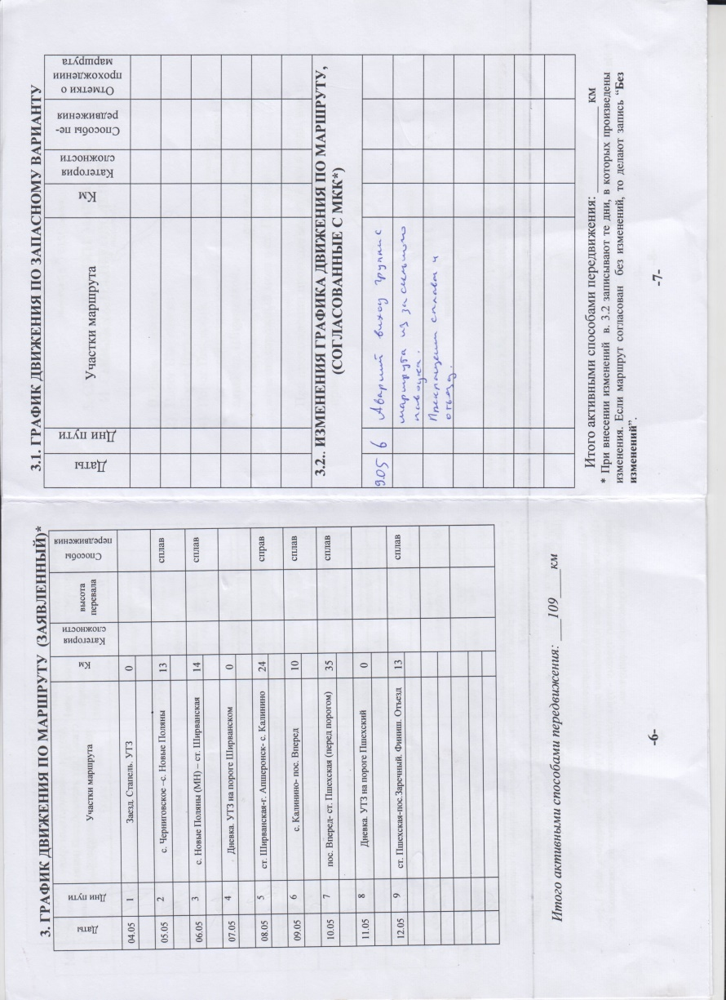 3. ГРАФИК ДВИЖЕНИЯ ПО МАРШРУТУ (ЗАЯВЛЕННЫЙ)*
Даты Дни пути Участки маршрута Км Категория сложности высота перевала Способы передвижения
04.05 1 Заезд. Стапель. УТЗ 0
05.05 2 с. Черниговское –с. Новые Поляны 13 сплав
06.05 3 с. Новые Поляны (МН) – ст. Ширванская 14 сплав
07.05 4 Дневка. УТЗ на пороге Ширванском 0
08.05 5 ст. Ширванская-г. Апшеронск- с. Калинино 24 справ
09.05 6 с. Калинино- пос. Вперед 10 сплав
10.05 7 пос. Вперед- ст. Пшехская (перед порогом) 35 сплав
11.05 8 Дневка. УТЗ на пороге Пшехский 0
12.05 9 ст. Пшехская-пос.Заречный. Финиш. Отъезд 13 сплав
Итого активными способами передвижения: ____109____км
-6-
3.1. ГРАФИК ДВИЖЕНИЯ ПО ЗАПАСНОМУ ВАРИАНТУ
Даты Дни пути Участки маршрута Км Категория сложности Способы пе-редвижения Отметки о прохождении маршрута
3.2.. ИЗМЕНЕНИЯ ГРАФИКА ДВИЖЕНИЯ ПО МАРШРУТУ,
(СОГЛАСОВАННЫЕ С МКК*)
9.05 6 выход группы с
маршрута из за сильного
паводка.
Прекращение сплава и
отъезд.
Итого активными способами передвижения: ________ км
* При внесении изменений в. 3.2 записывают те дни, в которых произведены
изменения. Если маршрут согласован без изменений, то делают запись “Без
изменений”.
-7-